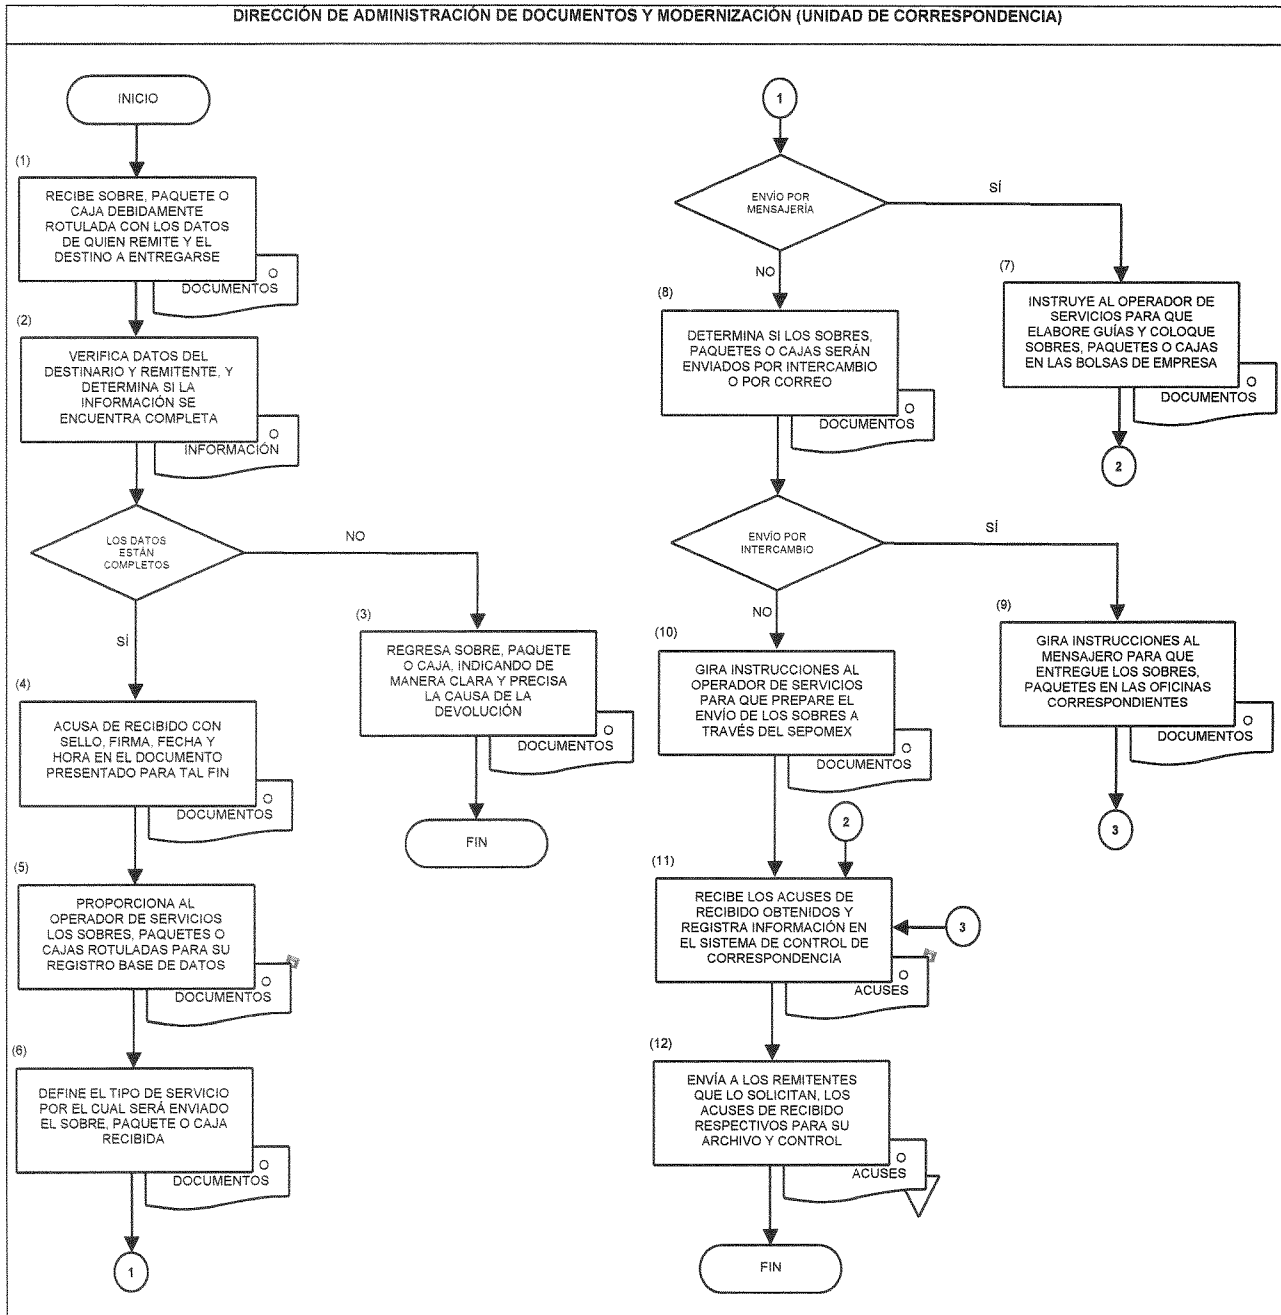 DIRECCIÓN DE ADMINISTRACIÓN DE DOCUMENTOS Y MODERNIZACIÓN (UNIDAD DE CORRESPONDENCIA)
INICIO
(1)
RECIBE SOBRE, PAQUETE O
CAJA DEBIDAMENTE
ROTULADA CON LOS DATOS
DE QUIEN REMITE Y EL
DESTINO A ENTREGARSE
O
DOCUMENTOS
(2)
VERIFICA DATOS DEL
DESTINARIO Y REMITENTE, Y
DETERMINA SI LA
INFORMACIÓN SE
ENCUENTRA COMPLETA
O
INFORMACIÓN
LOS DATOS
ESTÁN
COMPLETOS
NO
SÍ
(3)
REGRESA SOBRE, PAQUETE
O CAJA, INDICANDO DE
MANERA CLARA Y PRECISA
LA CAUSA DE LA
DEVOLUCIÓN
O
DOCUMENTOS
FIN
(4)
ACUSA DE RECIBIDO CON
SELLO, FIRMA, FECHA Y
HORA EN EL DOCUMENTO
PRESENTADO PARA TAL FIN
O
DOCUMENTOS
(5)
PROPORCIONA AL
OPERADOR DE SERVICIOS
LOS SOBRES, PAQUETES O
CAJAS ROTULADAS PARA SU
REGISTRO BASE DE DATOS
O
DOCUMENTOS
(6)
DEFINE EL TIPO DE SERVICIO
POR EL CUAL SERÁ ENVIADO
EL SOBRE, PAQUETE O CAJA
RECIBIDA
O
DOCUMENTOS
1
1
ENVÍO POR
MENSAJERÍA
SÍ
NO
(7)
INSTRUYE AL OPERADOR DE
SERVICIOS PARA QUE
ELABORE GUÍAS Y COLOQUE
SOBRES, PAQUETES O CAJAS
EN LAS BOLSAS DE EMPRESA
O
DOCUMENTOS
2
(8)
DETERMINA SI LOS SOBRES,
PAQUETES O CAJAS SERÁN
ENVIADOS POR INTERCAMBIO
O POR CORREO
O
DOCUMENTOS
ENVÍO POR
INTERCAMBIO
SÍ
NO
(9)
GIRA INSTRUCCIONES AL
MENSAJERO PARA QUE
ENTREGUE LOS SOBRES,
PAQUETES EN LAS OFICINAS
CORRESPONDIENTES
O
DOCUMENTOS
3
(10)
GIRA INSTRUCCIONES AL
OPERADOR DE SERVICIOS
PARA QUE PREPARE EL
ENVÍO DE LOS SOBRES A
TRAVÉS DEL SEPOMEX
O
DOCUMENTOS
2
(11)
RECIBE LOS ACUSES DE
RECIBIDO OBTENIDOS Y
REGISTRA INFORMACIÓN EN
EL SISTEMA DE CONTROL DE
CORRESPONDENCIA
3
O
ACUSES
(12)
ENVÍA A LOS REMITENTES
QUE LO SOLICITAN, LOS
ACUSES DE RECIBIDO
RESPECTIVOS PARA SU
ARCHIVO Y CONTROL
O
ACUSES
FIN